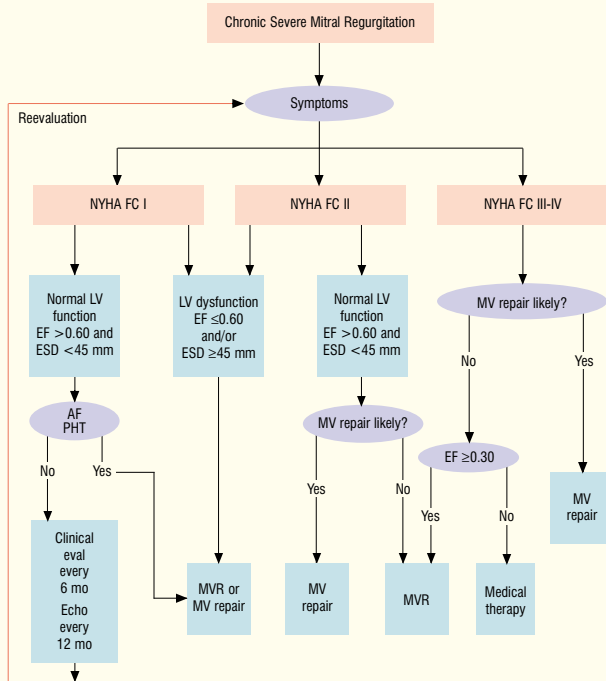 Chronic Severe Mitral Regurgitation
Symptoms
Reevaluation
NYHA FC I
NYHA FC II
NYHA FC III-IV
Normal LV
function
EF >0.60 and
ESD <45 mm
LV dysfunction
EF ≤0.60
and/or
ESD ≥45 mm
Normal LV
function
EF >0.60 and
ESD <45 mm
MV repair likely?
No
Yes
AF
PHT
MV repair likely?
EF ≥0.30
No
Yes
Yes
No
Yes
No
MV
repair
Clinical
eval
every
6 mo
Echo
every
12 mo
MVR or
MV repair
MV
repair
MVR
Medical
therapy